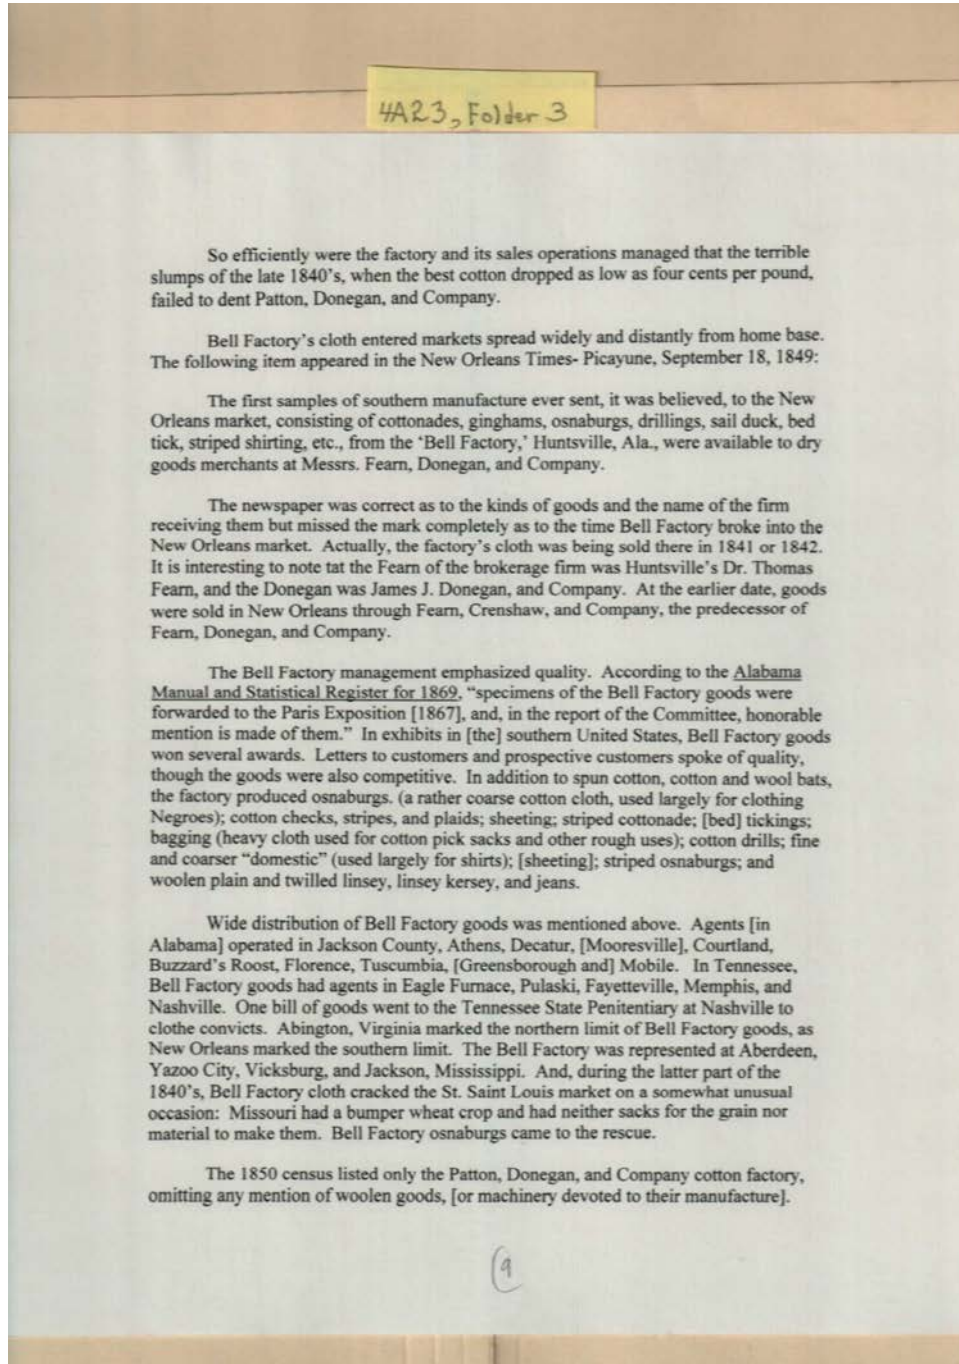 4A23, Folder 3
So efficiently were the factory and its sales operations managed that the terrible
slumps of the late 1840's, when the best cotton dropped as low as four cents per pound,
failed to dent Patton, Donegan, and Company.
Bell Factory's cloth entered markets spread widely and distantly from home base.
The following item appeared in the New Orleans Times- Picayune, September 18, 1849:
The first samples of southern manufacture ever sent, it was believed, to the New
Orleans market, consisting of cottonades, ginghams, osnaburgs, drillings, sail duck, bed
tick, striped shirting, etc., from the 'Bell Factory,' Huntsville, Ala., were available to dry
goods merchants at Messrs. Fearn, Donegan, and Company.
The newspaper was correct as to the kinds of goods and the name of the firm
receiving them but missed the mark completely as to the time Bell Factory broke into the
New Orleans market. Actually, the factory's cloth was being sold there in 1841 or 1842.
It is interesting to note tat the Fearn of the brokerage firm was Huntsville's Dr. Thomas
Fearn, and the Donegan was James J. Donegan, and Company. At the earlier date, goods
were sold in New Orleans through Fearn, Crenshaw, and Company, the predecessor of
Fearn, Donegan, and Company.
The Bell Factory management emphasized quality. According to the Alabama
Manual and Statistical Register for 1869, "specimens of the Bell Factory goods were
forwarded to the Paris Exposition [1867], and, in the report of the Committee, honorable
mention is made of them." In exhibits in [the] southern United States, Bell Factory goods
won several awards. Letters to customers and prospective customers spoke of quality,
though the goods were also competitive. In addition to spun cotton, cotton and wool bats,
the factory produced osnaburgs. (a rather coarse cotton cloth, used largely for clothing
Negroes); cotton checks, stripes, and plaids; sheeting; striped cottonade; [bed] tickings;
bagging (heavy cloth used for cotton pick sacks and other rough uses); cotton drills; fine
and coarser "domestic" (used largely for shirts); [sheeting]; striped osnaburgs; and
woolen plain and twilled linsey, linsey kersey, and jeans.
Wide distribution of Bell Factory goods was mentioned above. Agents [in
Alabama] operated in Jackson County, Athens, Decatur, [Mooresville], Courtland,
Buzzard's Roost, Florence, Tuscumbia, [Greensborough and] Mobile. In Tennessee,
Bell Factory goods had agents in Eagle Furnace, Pulaski, Fayetteville, Memphis, and
Nashville. One bill of goods went to the Tennessee State Penitentiary at Nashville to
clothe convicts. Abington, Virginia marked the northern limit of Bell Factory goods, as
New Orleans marked the southern limit. The Bell Factory was represented at Aberdeen,
Yazoo City, Vicksburg, and Jackson, Mississippi. And, during the latter part of the
1840's, Bell Factory cloth cracked the St. Saint Louis market on a somewhat unusual
occasion: Missouri had a bumper wheat crop and had neither sacks for the grain nor
material to make them. Bell Factory osnaburgs came to the rescue.
The 1850 census listed only the Patton, Donegan, and Company cotton factory,
omitting any mention of woolen goods, [or machinery devoted to their manufacture].
9